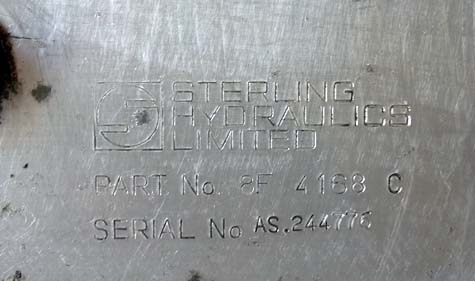 STERLING
HYDRAULICS
LIMITED
PART No. 8F 4168 C
SERIAL No AS.244776